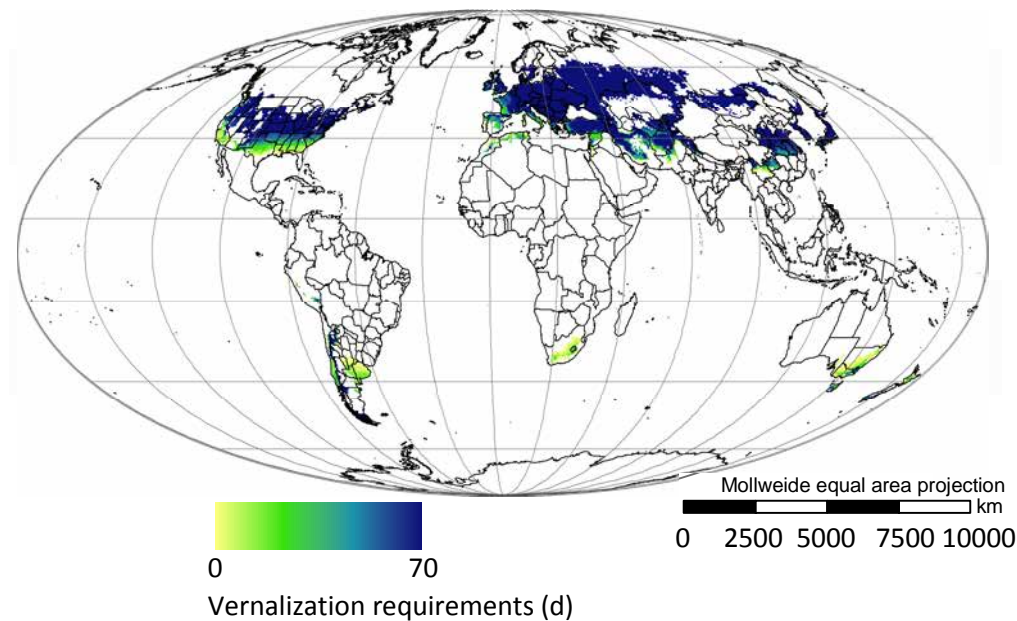 Mollweide equal area projection
km
0 2500 5000 7500 10000
0 70
Vernalization requirements (d)